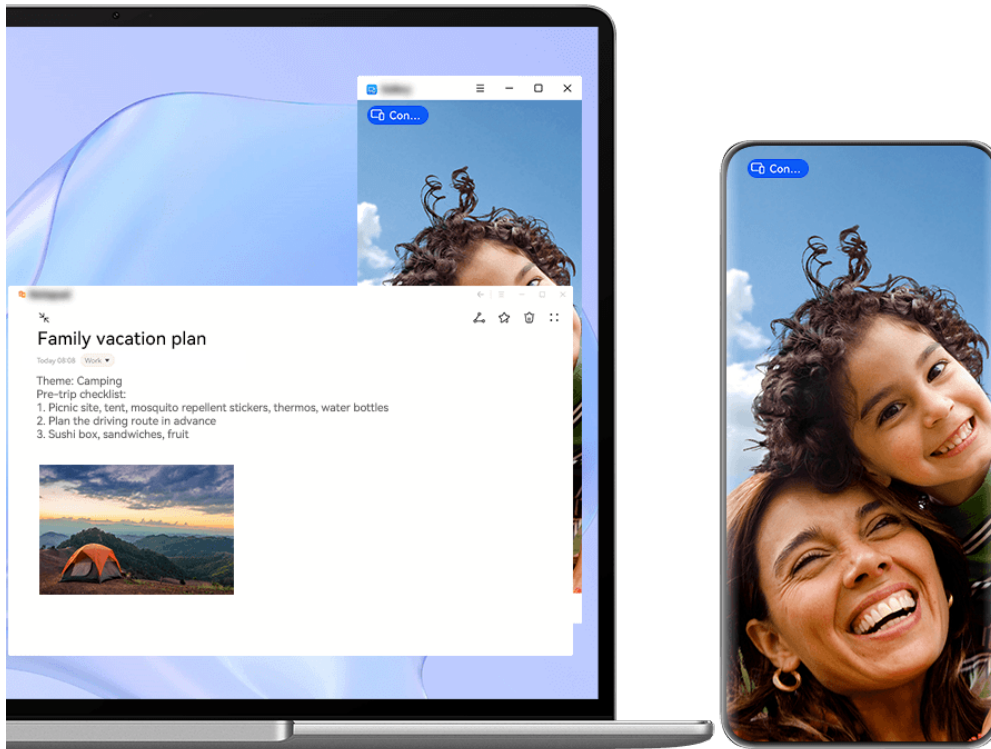 Con...
Con...
Family vacation plan
Today 08:08 Work
Theme: Camping
Pre-trip checklist:
1. Picnic site, tent, mosquito repellent stickers, thermos, water bottles
2. Plan the driving route in advance
3. Sushi box, sandwiches, fruit